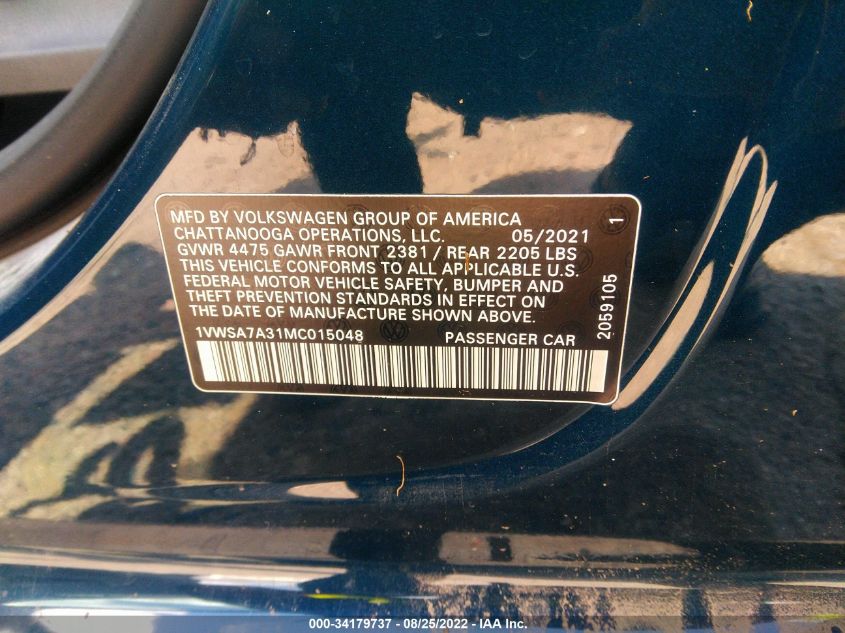 MFD BY VOLKSWAGEN GROUP OF AMERICA
CHATTANOOGA OPERATIONS, LLC. 05/2021
GVWR 4475 GAWR FRONT 2381 / REAR 2205 LBS
THIS VEHICLE CONFORMS TO ALL APPLICABLE U.S.
FEDERAL MOTOR VEHICLE SAFETY, BUMPER AND
THEFT PREVENTION STANDARDS IN EFFECT ON
THE DATE OF MANUFACTURE SHOWN ABOVE.
1VWSA7A31MC015048 PASSENGER CAR
2059105 1
000-34179737 - 08/25/2022 - IAA Inc.